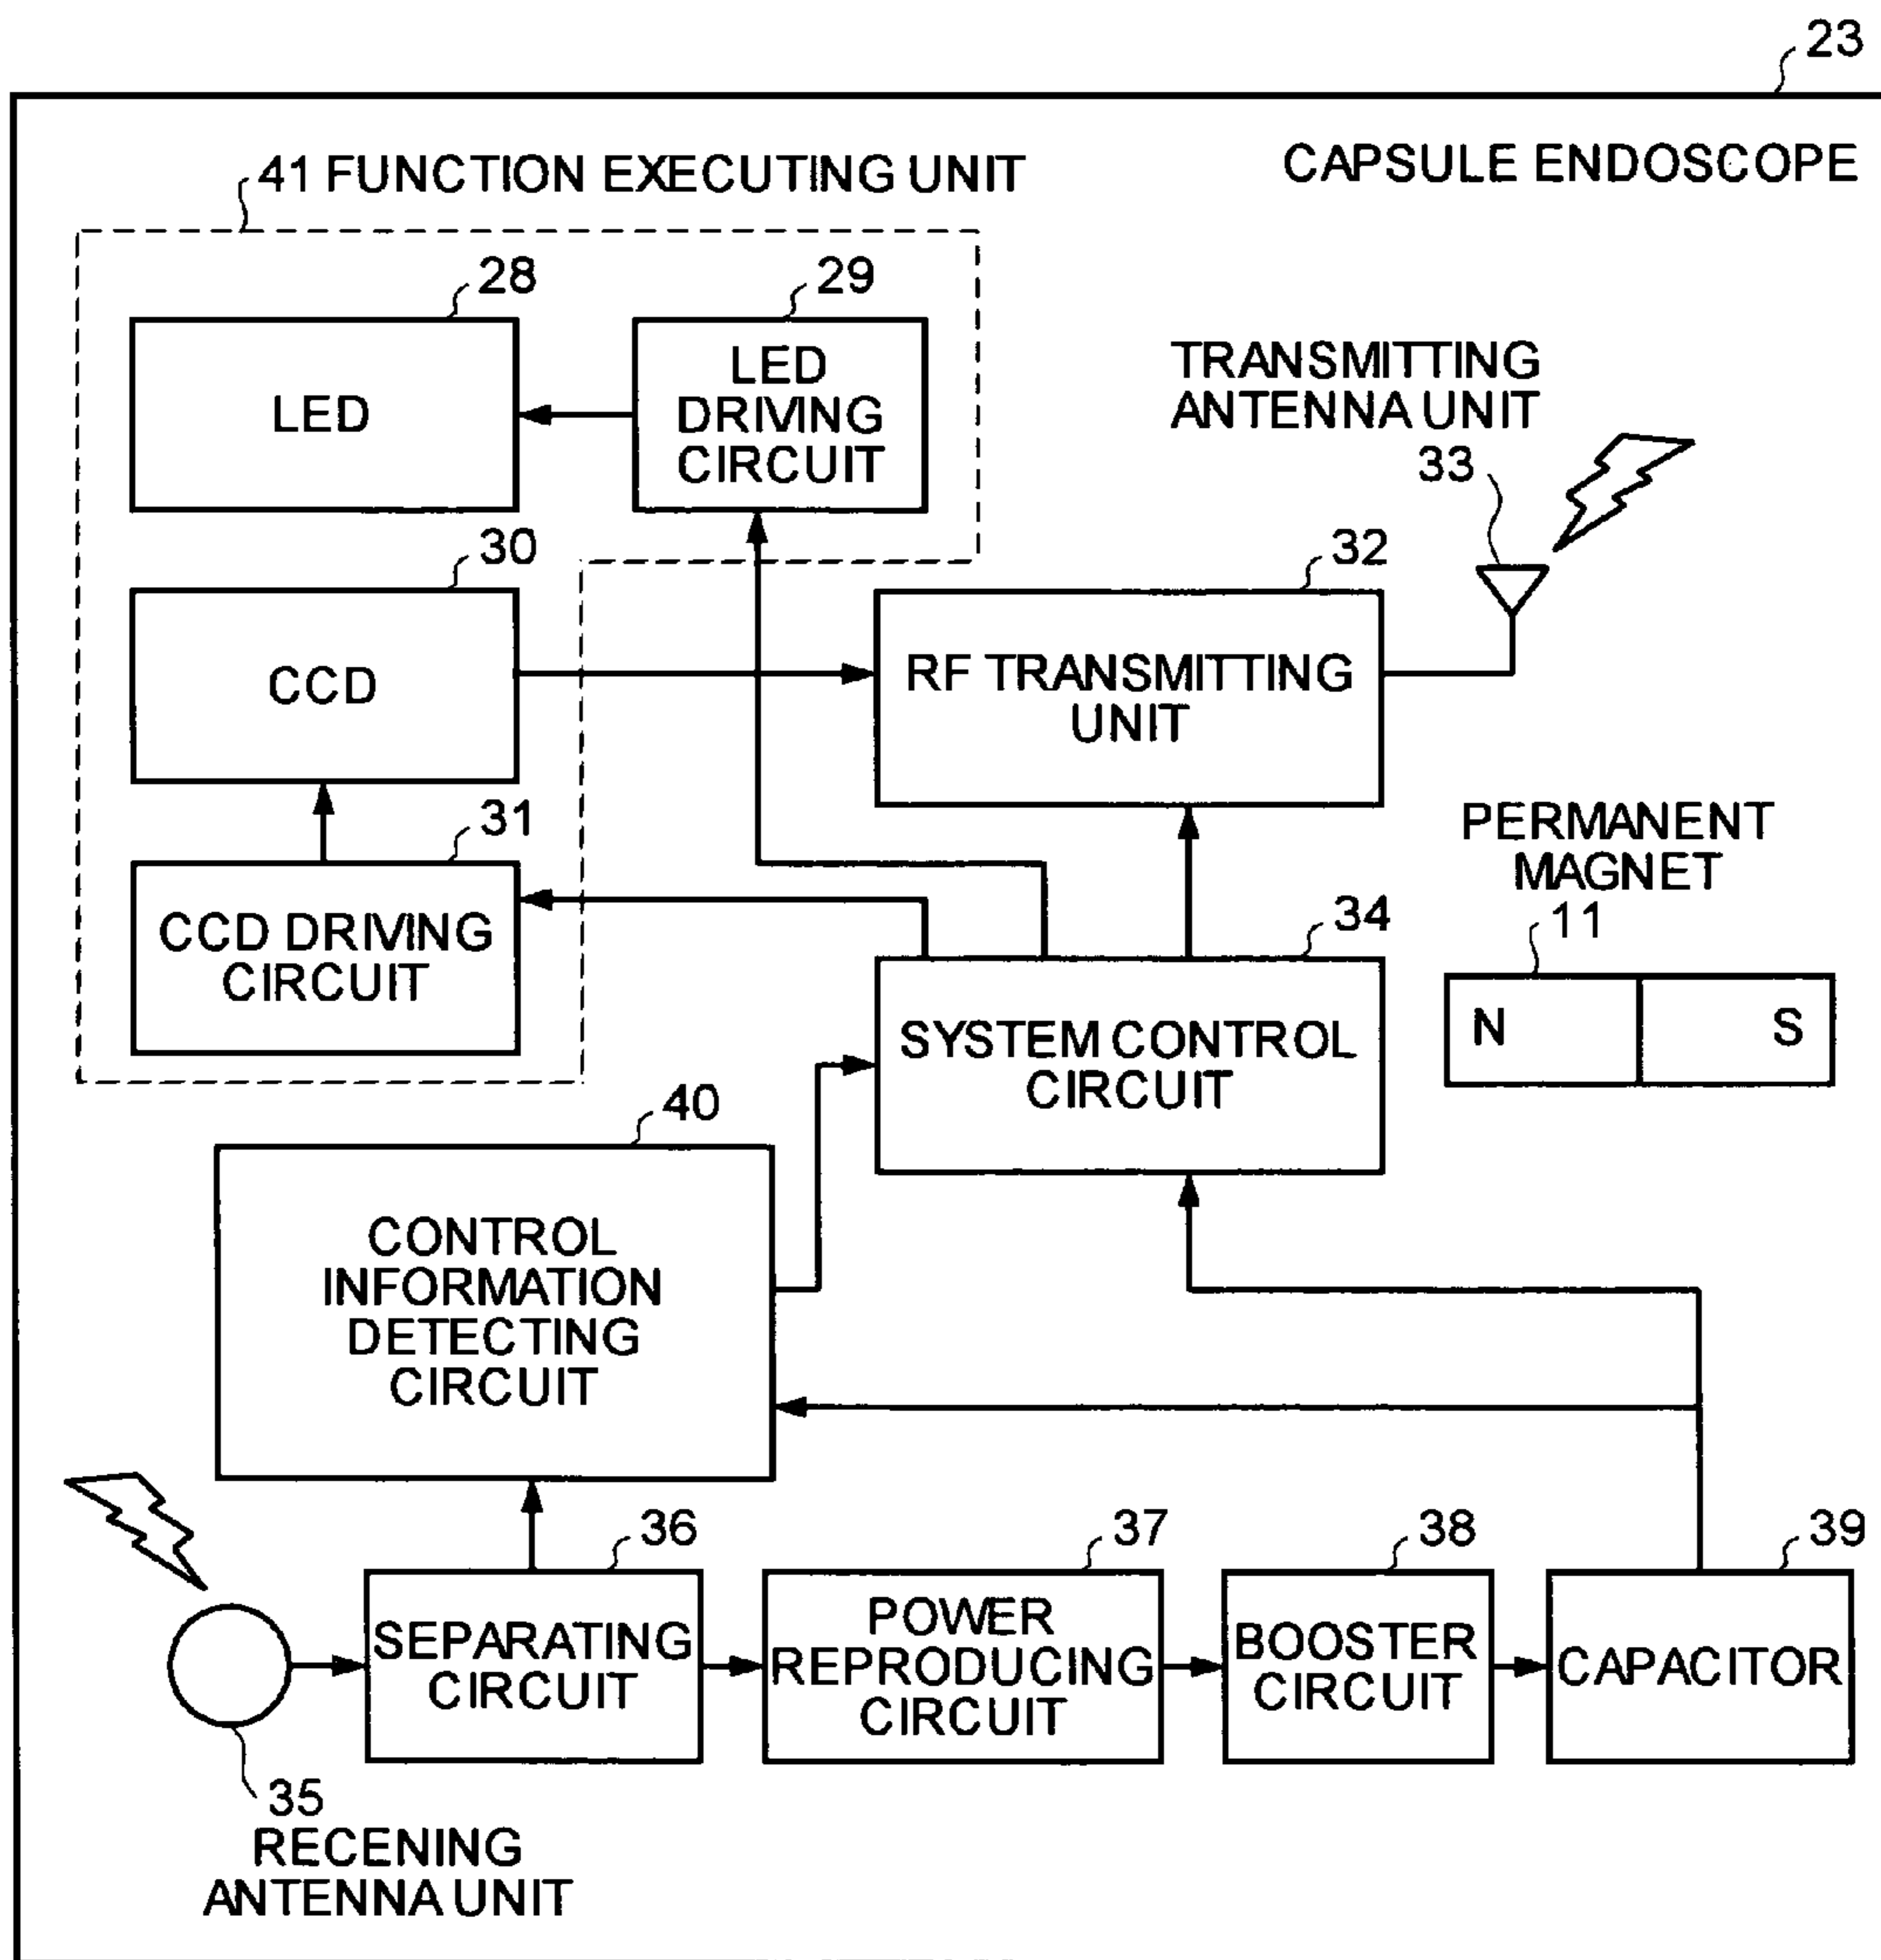 23
CAPSULE ENDOSCOPE
41 FUNCTION EXECUTING UNIT
28
LED
29
LED
DRIVING
CIRCUIT
TRANSMITTING
ANTENNA UNIT
33
30
CCD
32
RF TRANSMITTING
UNIT
31
CCD DRIVING
CIRCUIT
PERMANENT
MAGNET
11
N
S
34
SYSTEM CONTROL
CIRCUIT
40
CONTROL
INFORMATION
DETECTING
CIRCUIT
36
SEPARATING
CIRCUIT
37
POWER
REPRODUCING
CIRCUIT
38
BOOSTER
CIRCUIT
39
CAPACITOR
35
RECENING
ANTENNA UNIT